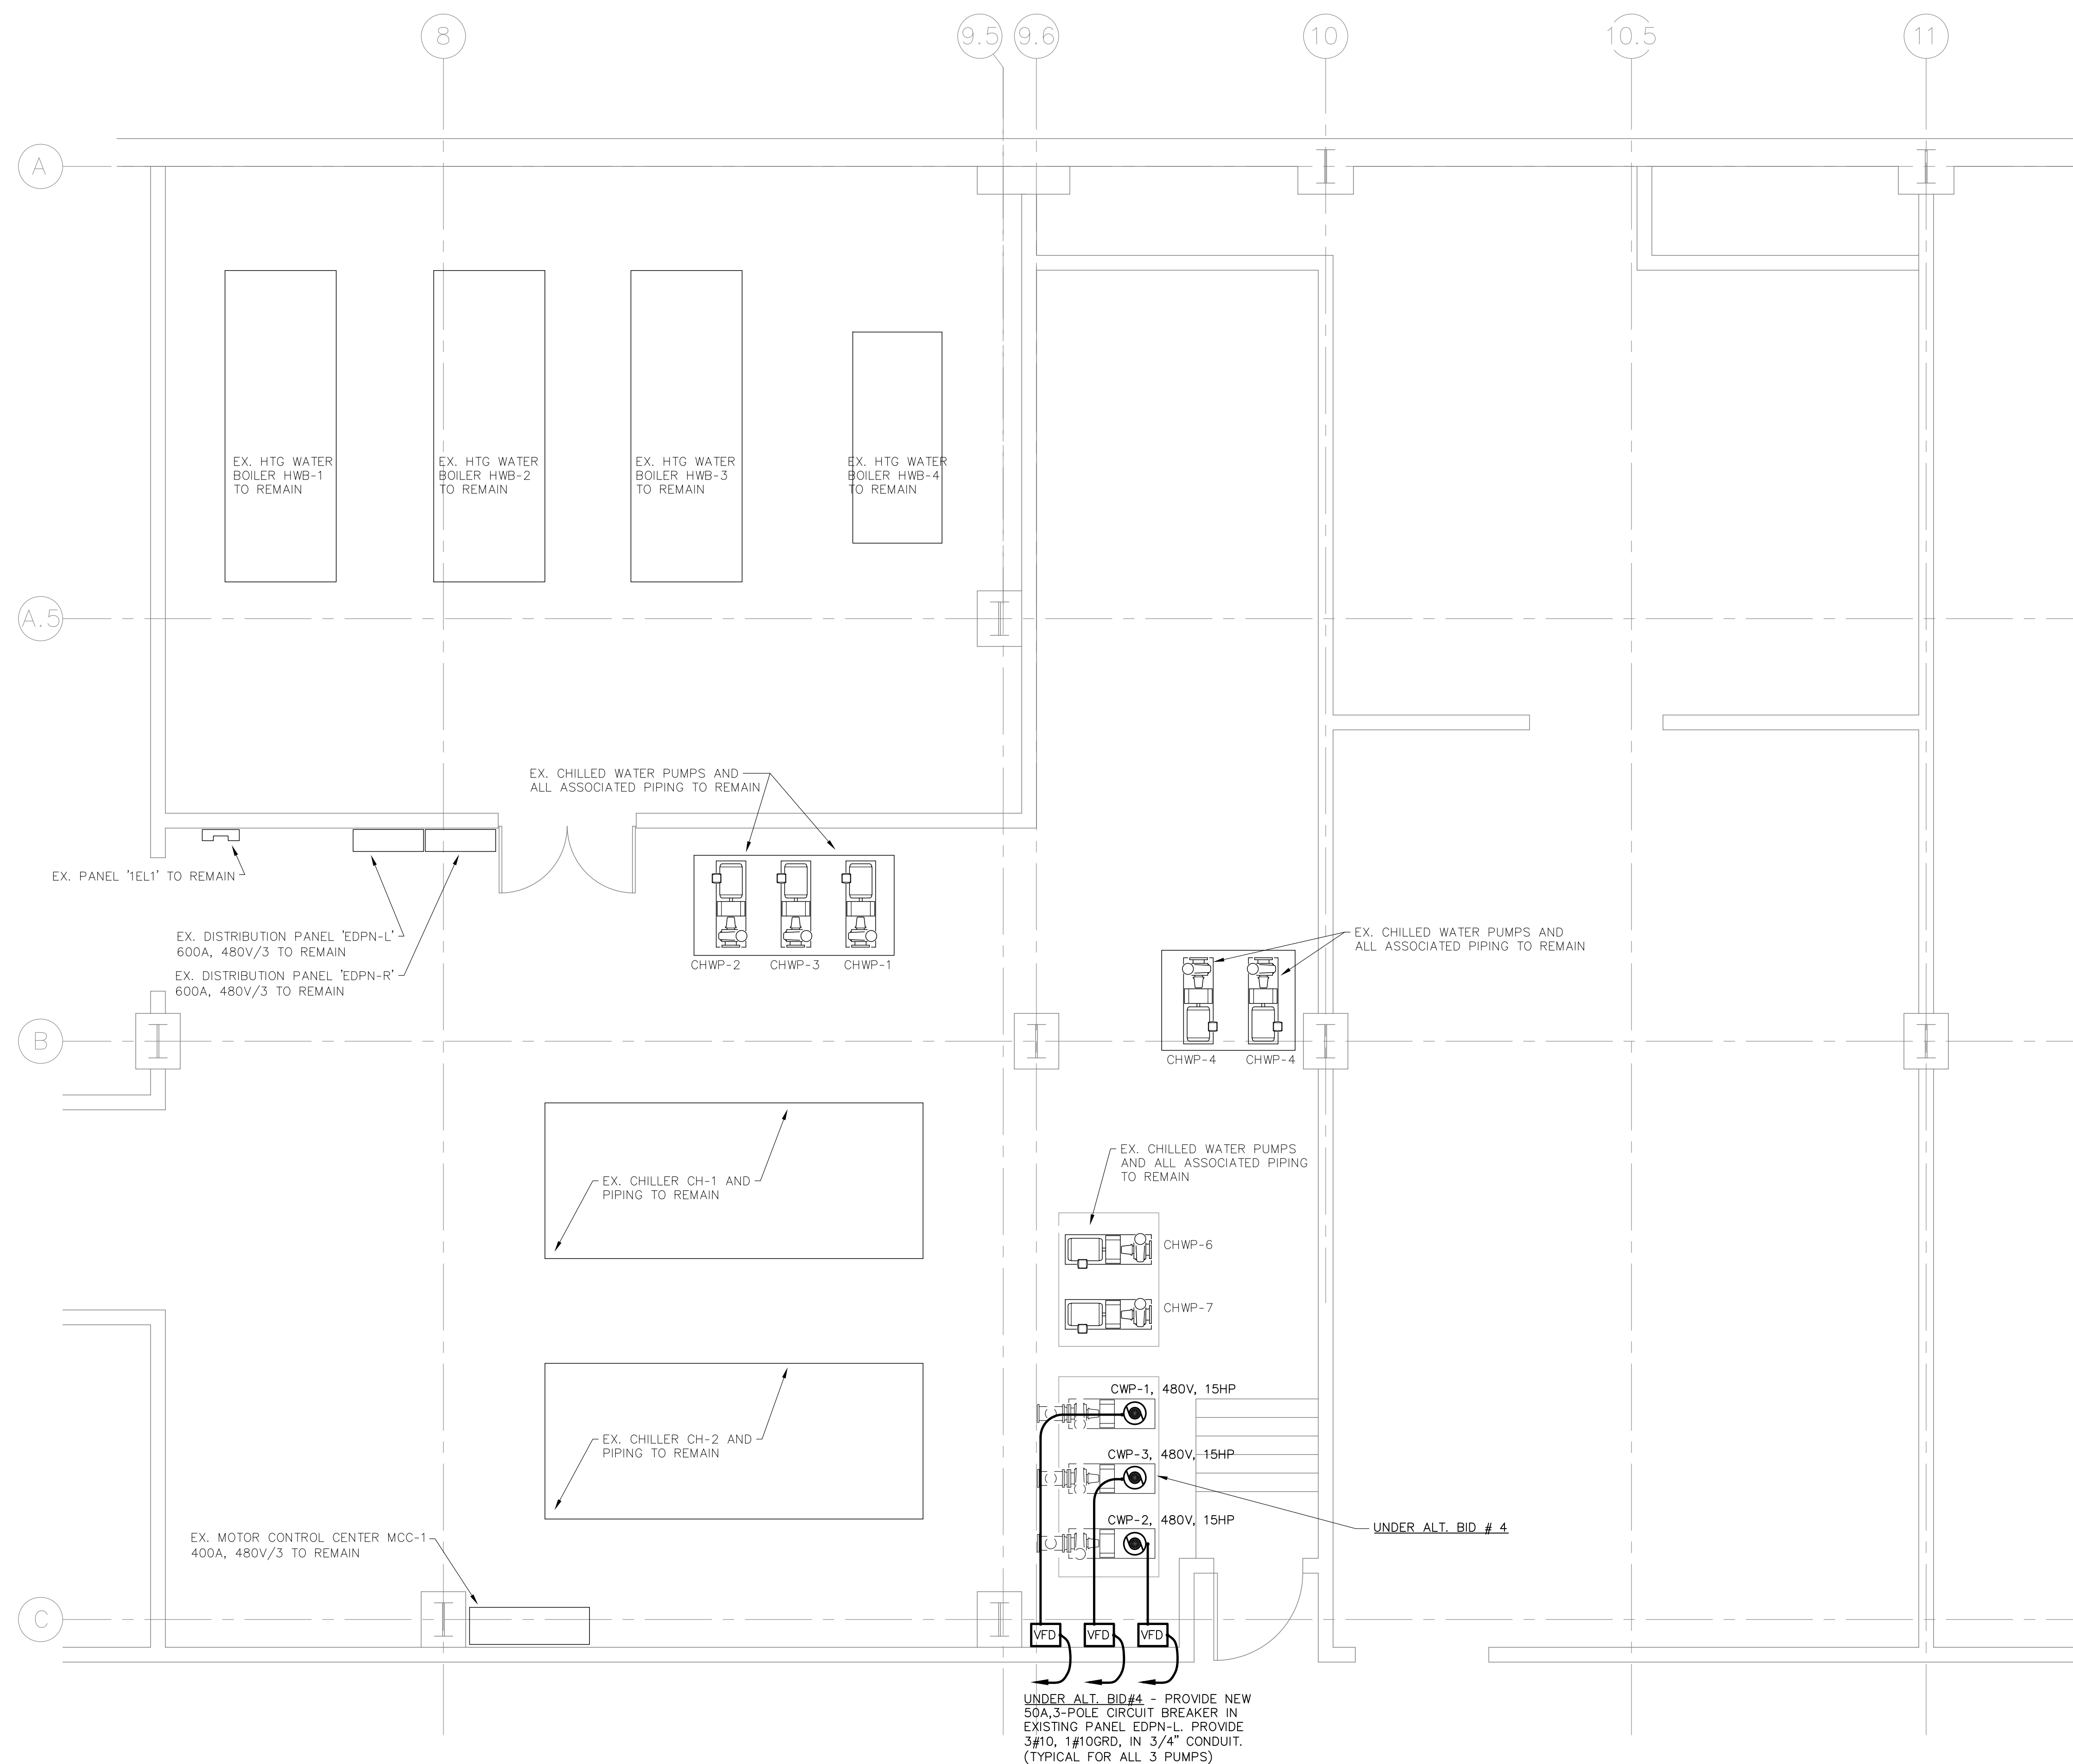 8
9.5
9.6
10
10.5
11
A
EX. HTG WATER
BOILER HWB-1
TO REMAIN
EX. HTG WATER
BOILER HWB-2
TO REMAIN
EX. HTG WATER
BOILER HWB-3
TO REMAIN
EX. HTG WATER
BOILER HWB-4
TO REMAIN
A.5
EX. CHILLED WATER PUMPS AND
ALL ASSOCIATED PIPING TO REMAIN
EX. PANEL '1EL1' TO REMAIN
EX. DISTRIBUTION PANEL 'EDPN-L'
600A, 480V/3 TO REMAIN
EX. DISTRIBUTION PANEL 'EDPN-R'
600A, 480V/3 TO REMAIN
CHWP-2
CHWP-3
CHWP-1
EX. CHILLED WATER PUMPS AND
ALL ASSOCIATED PIPING TO REMAIN
B
CHWP-4
CHWP-4
EX. CHILLED WATER PUMPS
AND ALL ASSOCIATED PIPING
TO REMAIN
EX. CHILLER CH-1 AND
PIPING TO REMAIN
CHWP-6
CHWP-7
CWP-1, 480V, 15HP
EX. CHILLER CH-2 AND
PIPING TO REMAIN
CWP-3, 480V, 15HP
CWP-2, 480V, 15HP
UNDER ALT. BID # 4
EX. MOTOR CONTROL CENTER MCC-1
400A, 480V/3 TO REMAIN
C
VFD
VFD
VFD
UNDER ALT. BID#4 - PROVIDE NEW
50A,3-POLE CIRCUIT BREAKER IN
EXISTING PANEL EDPN-L. PROVIDE
3#10, 1#10GRD, IN 3/4" CONDUIT.
(TYPICAL FOR ALL 3 PUMPS)